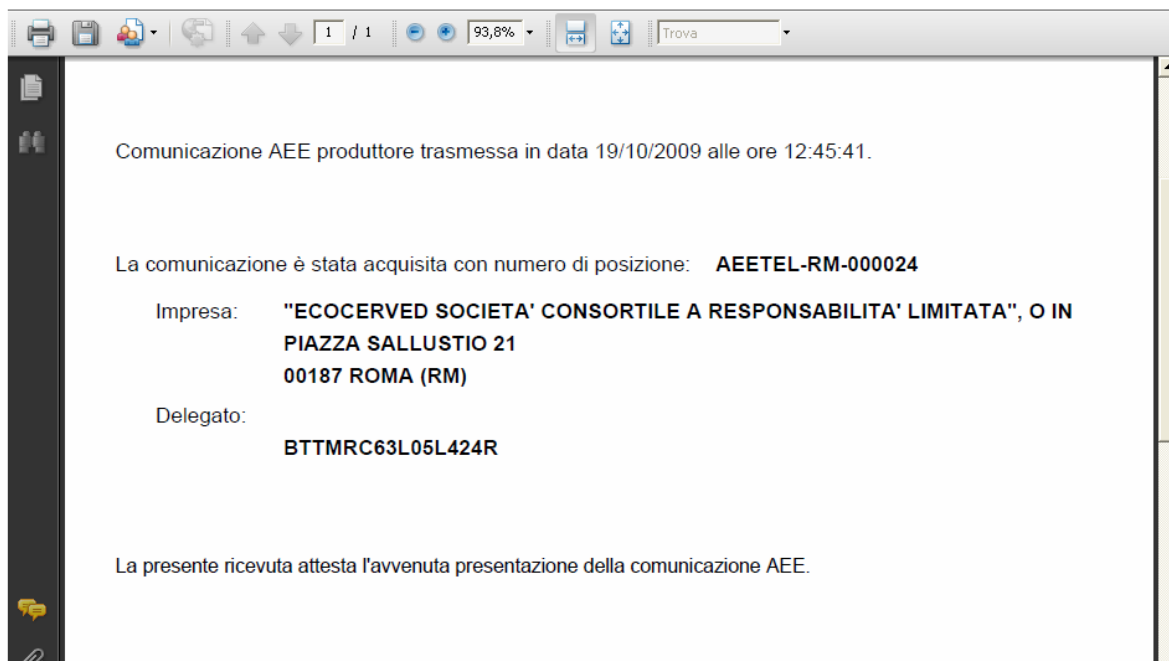 1 / 1 93,8% Trova
Comunicazione AEE produttore trasmessa in data 19/10/2009 alle ore 12:45:41.
La comunicazione è stata acquisita con numero di posizione: AEETEL-RM-000024
Impresa: "ECOCERVED SOCIETA' CONSORTILE A RESPONSABILITA' LIMITATA", O IN
PIAZZA SALLUSTIO 21
00187 ROMA (RM)
Delegato:
BTTMRC63L05L424R
La presente ricevuta attesta l'avvenuta presentazione della comunicazione AEE.